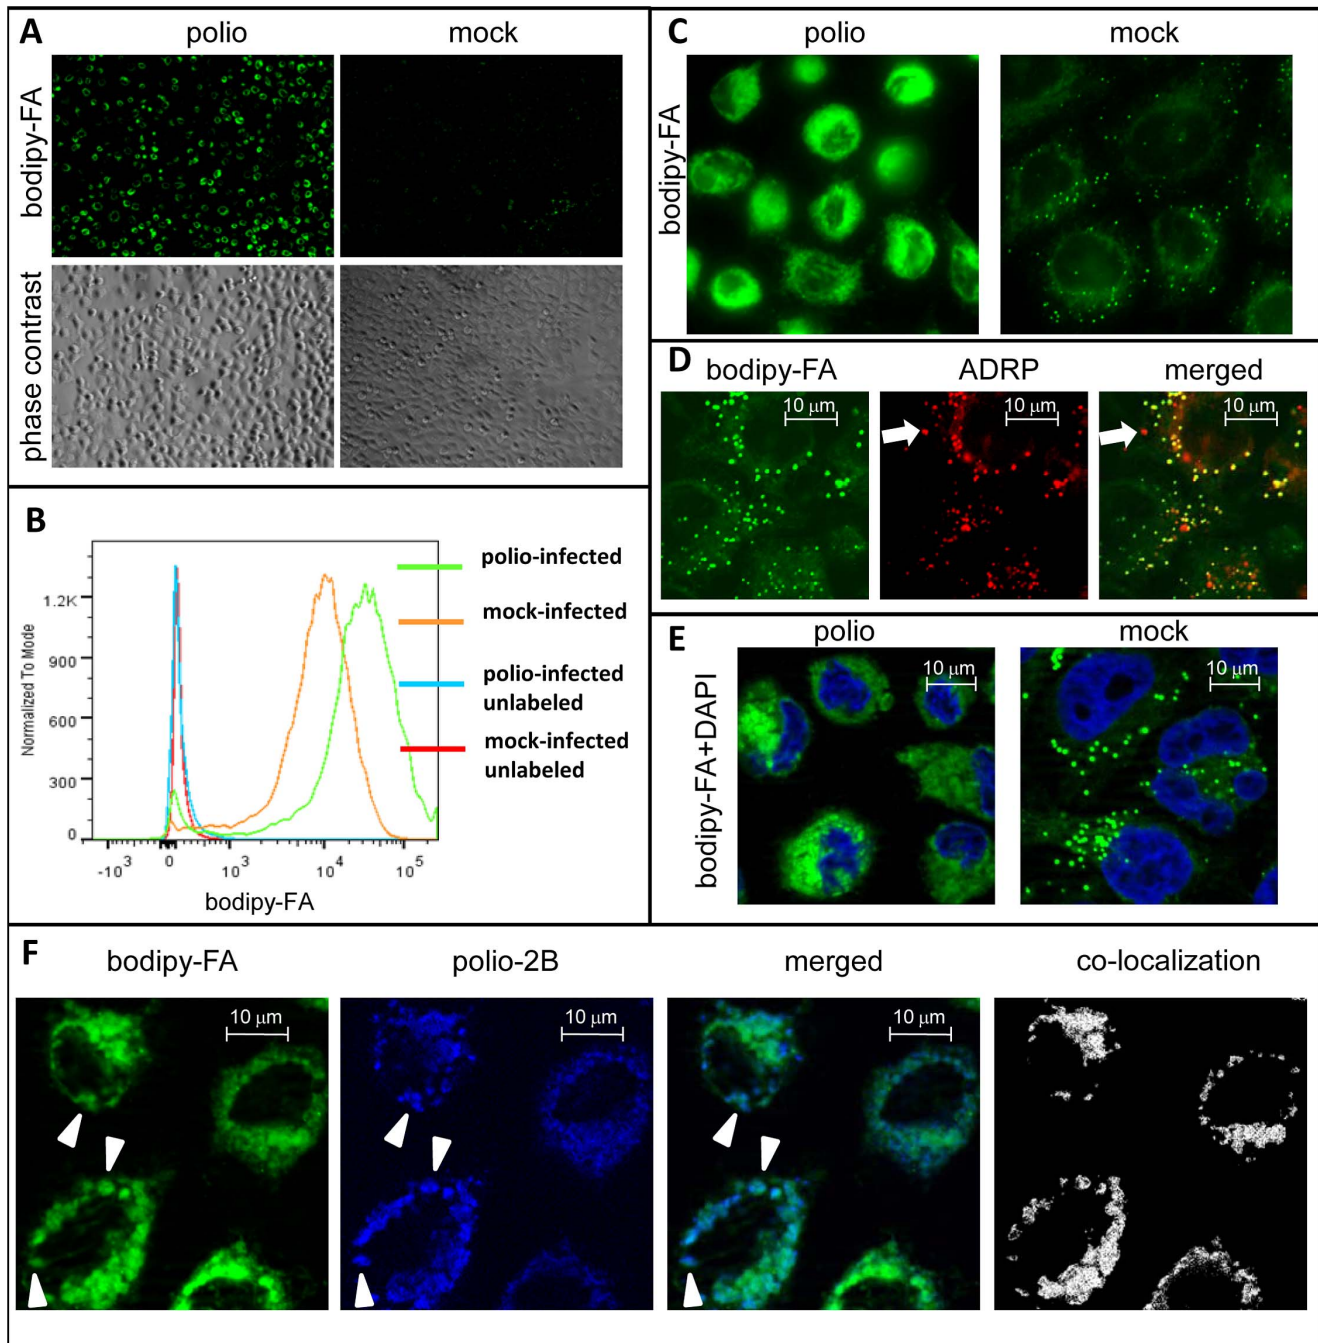 A
polio
mock
bodipy-FA
phase contrast
B
1.2K
900
600
300
0
Normalized To Mode
-10³
0
10³
10⁴
10⁵
bodipy-FA
polio-infected
mock-infected
polio-infected
unlabeled
mock-infected
unlabeled
C
polio
mock
bodipy-FA
D
bodipy-FA
ADRP
merged
10 µm
10 µm
10 µm
E
polio
mock
bodipy-FA+DAPI
10 µm
10 µm
F
bodipy-FA
polio-2B
merged
co-localization
10 µm
10 µm
10 µm